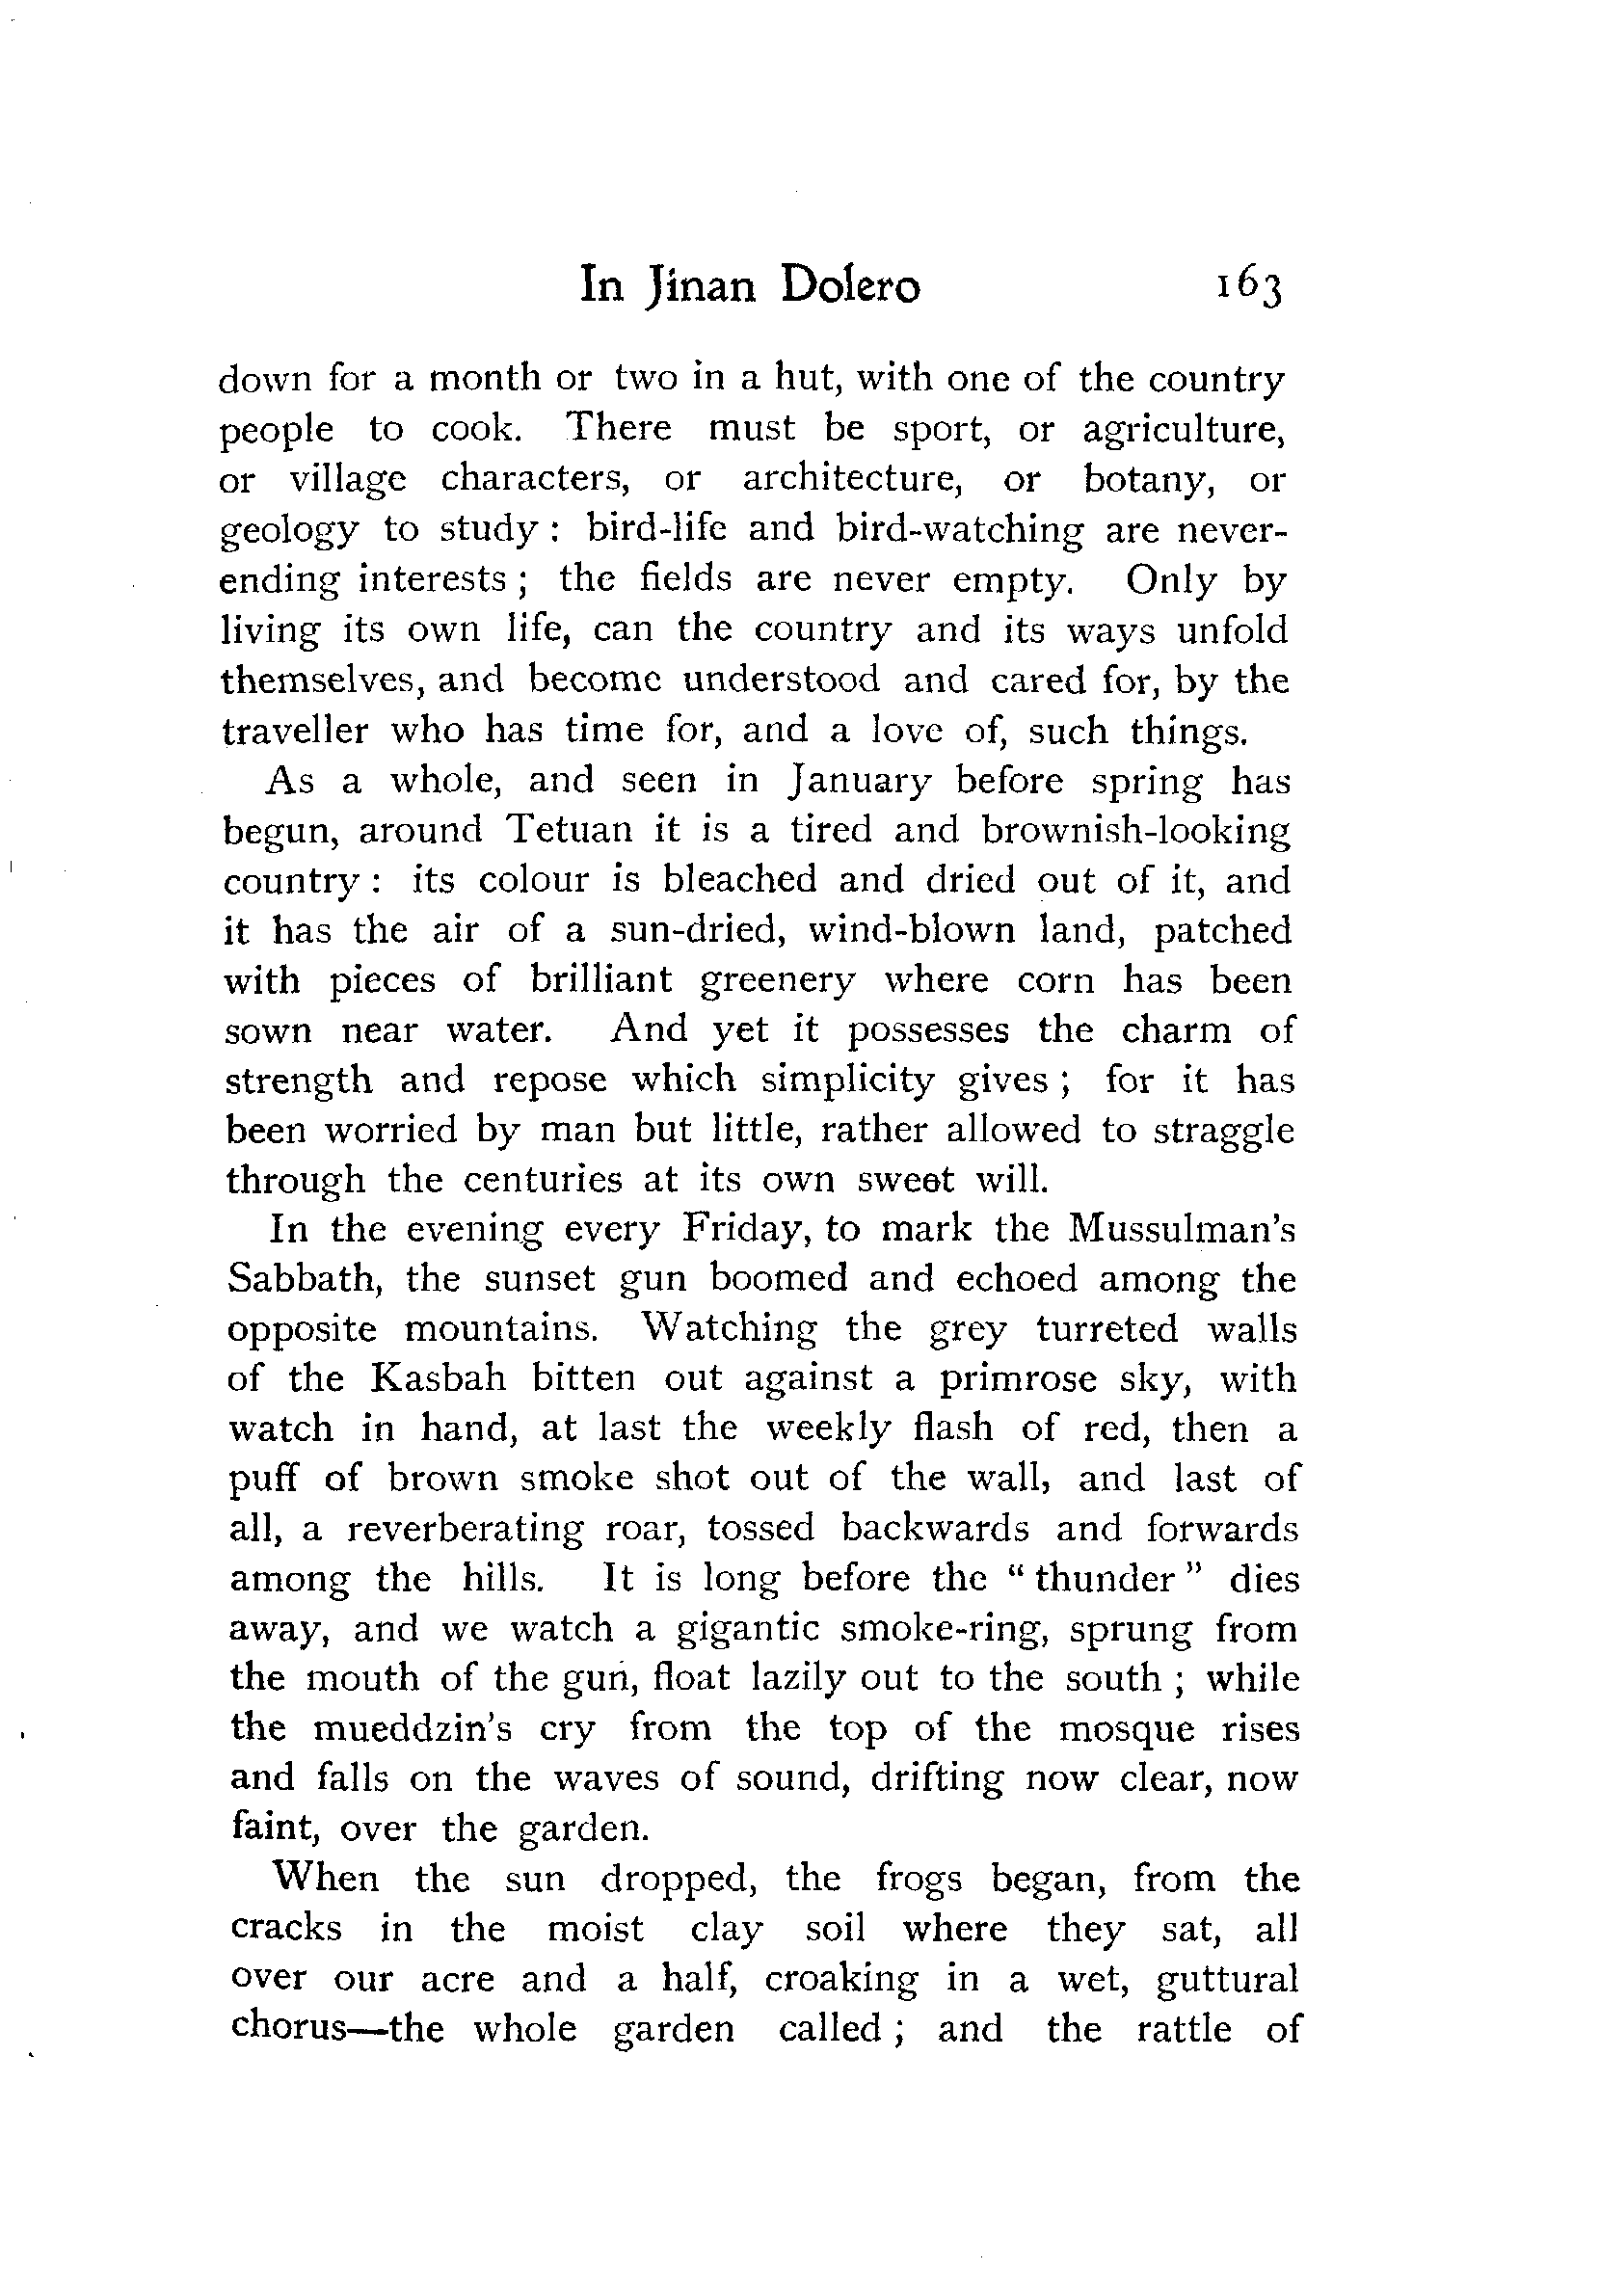 In Jinan Dolero 163
down for a month or two in a hut, with one of the country
people to cook. There must be sport, or agriculture,
or village characters, or architecture, or botany, or
geology to study : bird-life and bird-watching are never-
ending interests ; the fields are never empty. Only by
living its own life, can the country and its ways unfold
themselves, and become understood and cared for, by the
traveller who has time for, and a love of, such things.
As a whole, and seen in January before spring has
begun, around Tetuan it is a tired and brownish-looking
country : its colour is bleached and dried out of it, and
it has the air of a sun-dried, wind-blown land, patched
with pieces of brilliant greenery where corn has been
sown near water. And yet it possesses the charm of
strength and repose which simplicity gives ; for it has
been worried by man but little, rather allowed to straggle
through the centuries at its own sweet will.
In the evening every Friday, to mark the Mussulman's
Sabbath, the sunset gun boomed and echoed among the
opposite mountains. Watching the grey turreted walls
of the Kasbah bitten out against a primrose sky, with
watch in hand, at last the weekly flash of red, then a
puff of brown smoke shot out of the wall, and last of
all, a reverberating roar, tossed backwards and forwards
among the hills. It is long before the " thunder " dies
away, and we watch a gigantic smoke-ring, sprung from
the mouth of the gun, float lazily out to the south ; while
the mueddzin's cry from the top of the mosque rises
and falls on the waves of sound, drifting now clear, now
faint, over the garden.
When the sun dropped, the frogs began, from the
cracks in the moist clay soil where they sat, all
over our acre and a half, croaking in a wet, guttural
chorus—the whole garden called ; and the rattle of